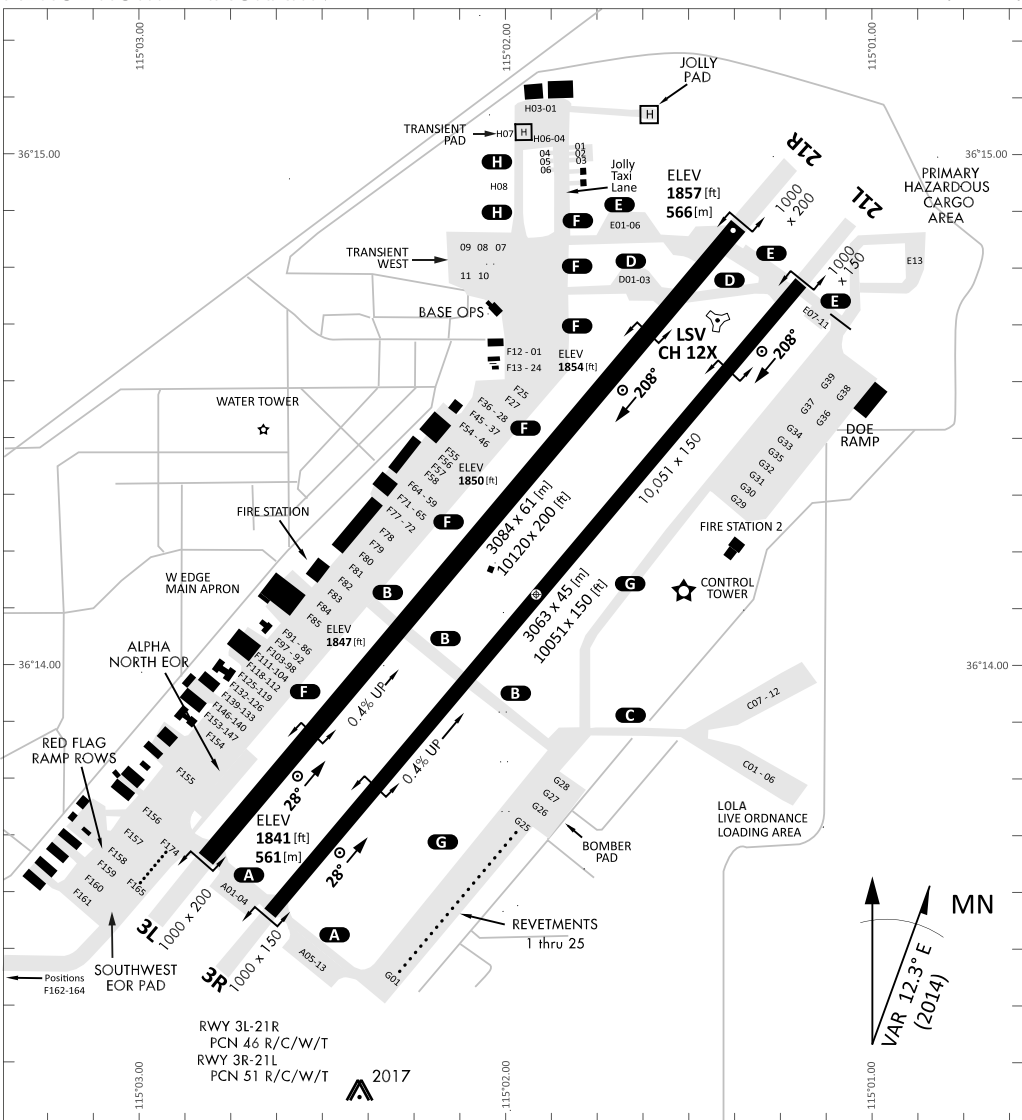 115°03.00
115°02.00
115°01.00
JOLLY
PAD
H
H03-01
TRANSIENT
PAD
H07
H
H06-04
21R
36°15.00
36°15.00
H
04
05
06
01
02
03
Jolly
Taxi
Lane
ELEV
1857 [ft]
566 [m]
1000
x 200
21L
PRIMARY
HAZARDOUS
CARGO
AREA
H08
H
F
E
E01-06
TRANSIENT
WEST
09 08 07
11 10
F
D
D01-03
D
E
1000
x 150
E13
E
E07-11
BASE OPS
F
LSV
CH 12X
208°
208°
F12 - 01
F13 - 24
ELEV
1854 [ft]
F25
F27
F36 - 28
F45 - 37
F54 - 46
F
G39
G38
G37
G36
G34
G33
G35
G32
G31
G30
G29
DOE
RAMP
WATER TOWER
F55
F56
F57
F58
ELEV
1850 [ft]
F64 - 59
F71 - 65
F77 - 72
10,051 x 150
FIRE STATION
F
3084 x 61 [m]
10120x 200 [ft]
FIRE STATION 2
F78
F79
F80
F81
F82
F83
F84
F85
W EDGE
MAIN APRON
B
3063 x 45 [m]
10051x 150 [ft]
G
CONTROL
TOWER
ELEV
1847 [ft]
B
ALPHA
NORTH EOR
F91 - 86
F97 - 92
F103-98
F111-104
F118-112
F125-119
F132-126
F139-133
F146-140
F153-147
F154
36°14.00
36°14.00
F
0.4% UP
B
C
C07 - 12
RED FLAG
RAMP ROWS
F155
0.4% UP
28°
C01 - 06
G28
G27
G26
G25
F156
F157
F158
F159
F160
F161
F174
F165
ELEV
1841 [ft]
561 [m]
28°
G
LOLA
LIVE ORDNANCE
LOADING AREA
BOMBER
PAD
A
A01-04
1000 x 200
3L
A
1000 x 150
3R
A05-13
G01
REVETMENTS
1 thru 25
MN
VAR 12.3° E
(2014)
SOUTHWEST
EOR PAD
Positions
F162-164
RWY 3L-21R
PCN 46 R/C/W/T
RWY 3R-21L
PCN 51 R/C/W/T
2017
115°03.00
115°02.00
115°01.00